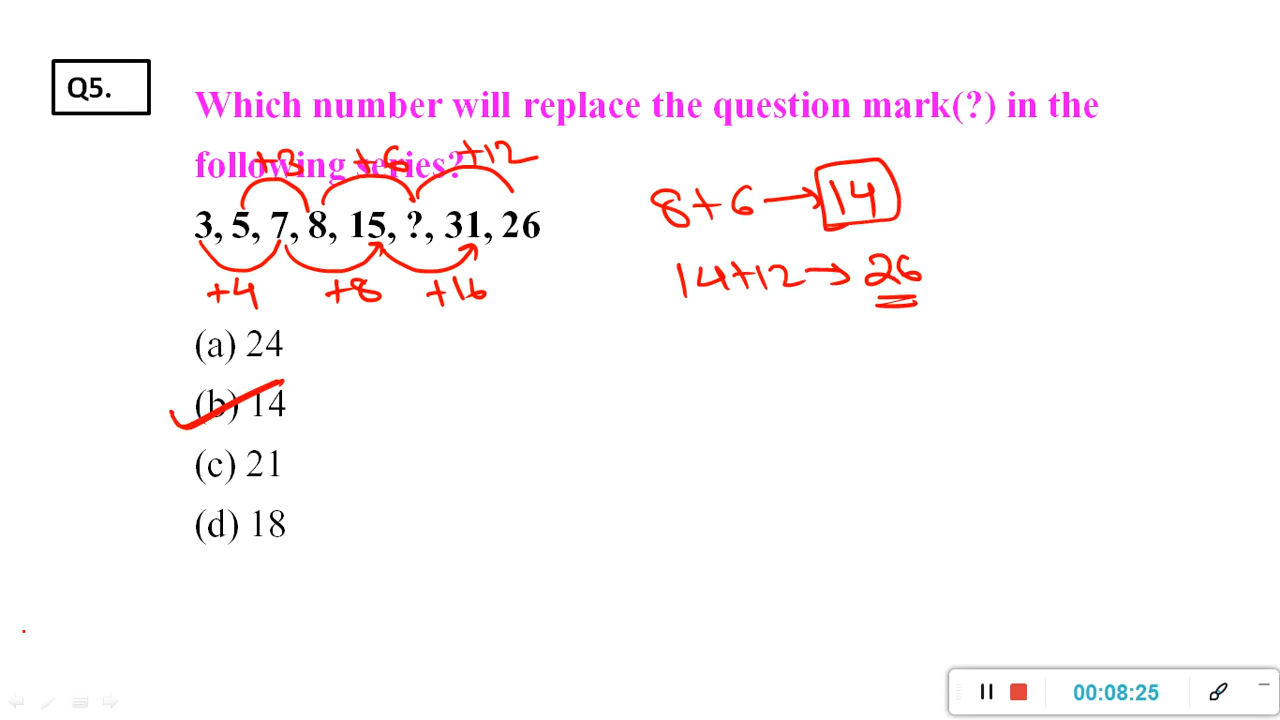 Q5.
Which number will replace the question mark(?) in the
following series?
+3 +6 +12
3, 5, 7, 8, 15, ?, 31, 26
+4 +8 +16
8+6 → 14
14+12 → 26
(a) 24
(b) 14
(c) 21
(d) 18
00:08:25